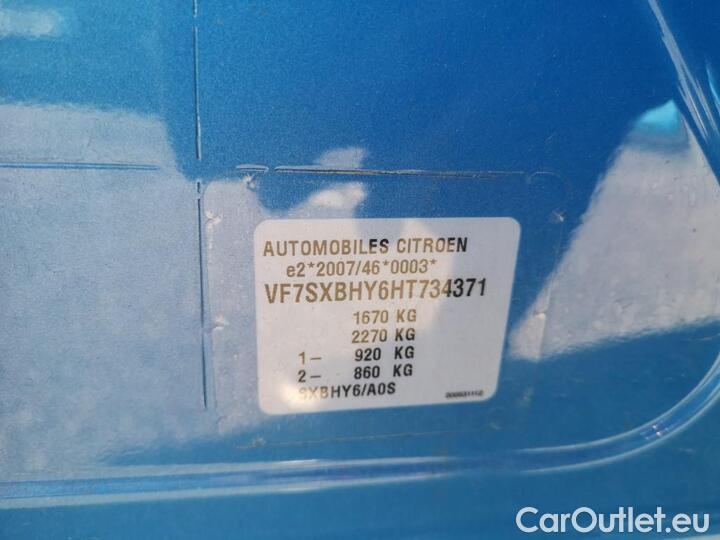 AUTOMOBILES CITROEN
e2*2007/46*0003*
VF7SXBHY6HT734371
1670 KG
2270 KG
1- 920 KG
2- 860 KG
SXBHY6/A0S
CarOutlet.eu